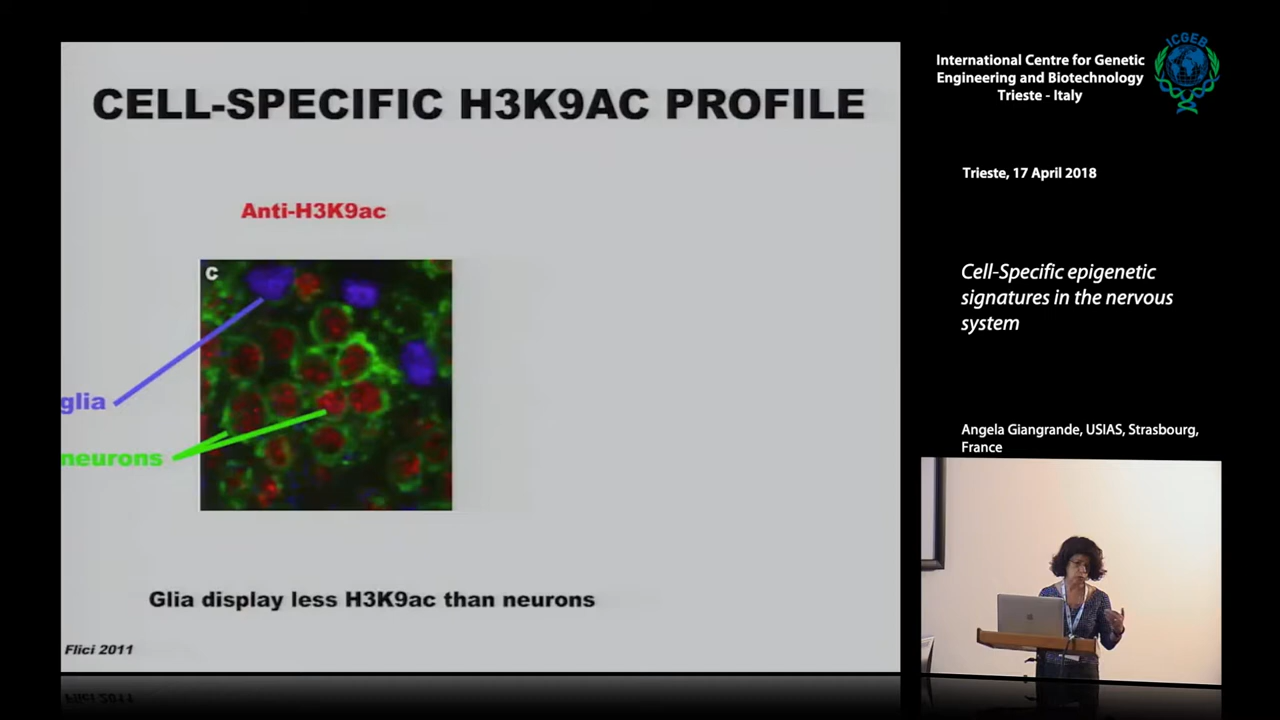 CELL-SPECIFIC H3K9AC PROFILE
Anti-H3K9ac
C
glia
neurons
Glia display less H3K9ac than neurons
Flici 2011
ICGEB
International Centre for Genetic
Engineering and Biotechnology
Trieste - Italy
Trieste, 17 April 2018
Cell-Specific epigenetic
signatures in the nervous
system
Angela Giangrande, USIAS, Strasbourg,
France